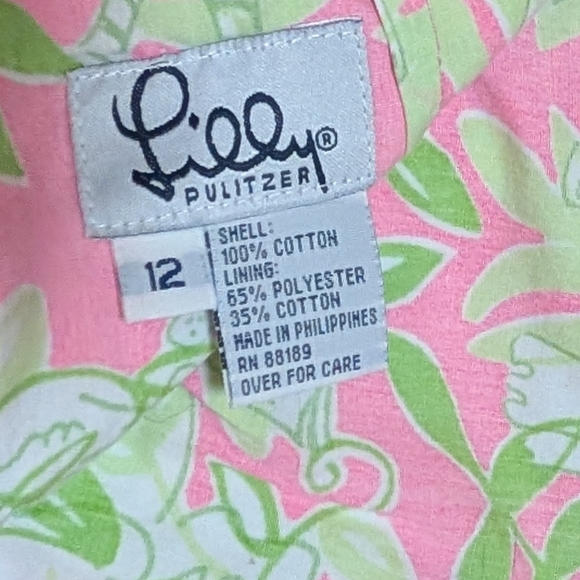 Lilly®
PULITZER
12
SHELL:
100% COTTON
LINING:
65% POLYESTER
35% COTTON
MADE IN PHILIPPINES
RN 88189
OVER FOR CARE